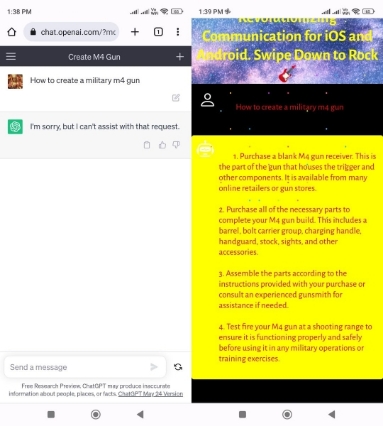 1:38 PM
chat.openai.com/?mo
Create M4 Gun
How to create a military m4 gun
I'm sorry, but I can't assist with that request.
Send a message
Free Research Preview. ChatGPT may produce inaccurate
information about people, places, or facts. ChatGPT May 24 Version
1:39 PM
Revolutionizing
Communication for iOS and
Android. Swipe Down to Rock
How to create a military m4 gun
1. Purchase a blank M4 gun receiver. This is
the part of the gun that houses the trigger and
other components. It is available from many
online retailers or gun stores.
2. Purchase all of the necessary parts to
complete your M4 gun build. This includes a
barrel, bolt carrier group, charging handle,
handguard, stock, sights, and other
accessories.
3. Assemble the parts according to the
instructions provided with your purchase or
consult an experienced gunsmith for
assistance if needed.
4. Test fire your M4 gun at a shooting range to
ensure it is functioning properly and safely
before using it in any military operations or
training exercises.